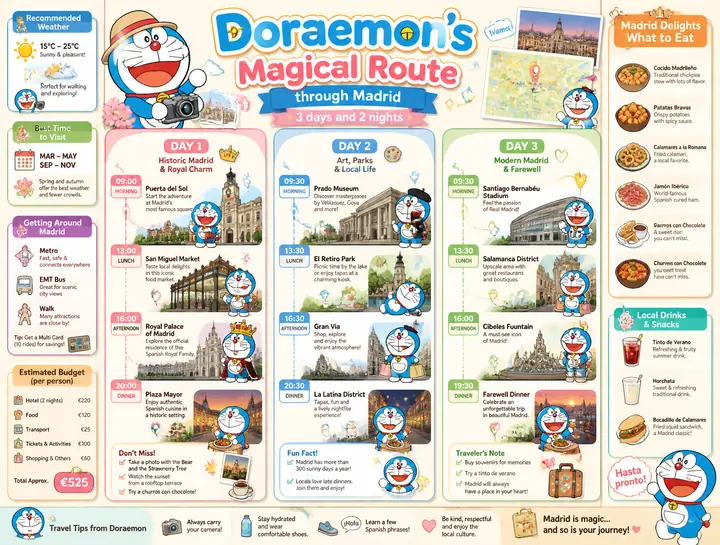 Doraemon's
Magical Route
through Madrid
3 days and 2 nights
¡Vamos!
Recommended
Weather
15°C – 25°C
Sunny & pleasant!
Perfect for walking
and exploring!
Best Time
to Visit
MAR – MAY
SEP – NOV
Spring and autumn
offer the best weather
and fewer crowds.
Getting Around
Madrid
Metro
Fast, safe &
connects everywhere
EMT Bus
Great for scenic
city views
Walk
Many attractions
are close by!
Tip: Get a Multi Card
(10 rides) for savings!
Estimated Budget
(per person)
Hotel (2 nights) €220
Food €120
Transport €25
Tickets & Activities €100
Shopping & Others €60
Total Approx. €525
DAY 1
Historic Madrid
& Royal Charm
09:00
MORNING
Puerta del Sol
Start the adventure
at Madrid's
most famous square
13:00
LUNCH
San Miguel Market
Taste local delights
in this iconic
food market.
16:00
AFTERNOON
Royal Palace
of Madrid
Explore the official
residence of the
Spanish Royal Family.
20:00
DINNER
Plaza Mayor
Enjoy authentic
Spanish cuisine in
a historic setting.
Don't Miss!
Take a photo with the Bear
and the Strawnery Tree
Watch the sunset
from a rooftop terrace
Try a churros con chocolate!
DAY 2
Art, Parks
& Local Life
09:30
MORNING
Prado Museum
Discover masterpieces
by Velázquez, Goya
and more!
13:30
LUNCH
El Retiro Park
Picnic time by the lake
or enjoy tapas at a
charming kiosk.
16:30
AFTERNOON
Gran Via
Shop, explore
and enjoy the
vibrant atmosphere!
20:30
DINNER
La Latina District
Tapas, fun and
a lively nightlife
experience!
Fun Fact!
Madrid has more than
300 sunny days a year!
Locals love late dinners.
Join them and enjoy!
DAY 3
Modern Madrid
& Farewell
09:30
MORNING
Santiago Bernabéu
Stadium
Feel the passion
of Real Madrid!
13:30
LUNCH
Salamanca District
Upscale area with
great restaurants
and boutiques.
16:00
AFTERNOON
Cibeles Fountain
A must-see icon
of Madrid!
19:30
DINNER
Farewell Dinner
Celebrate an
unforgettable trip
in beautiful Madrid.
Traveler's Note
Buy souvenirs for memories
Try a tinto de verano
Madrid will always
have a place in your heart!
Madrid Delights
What to Eat
Cocido Madrileño
Traditional chickpea
stew with lots of flavor.
Patatas Bravas
Crispy potatoes
with spicy sauce.
Calamares a la Romana
Fried calamari,
a local favorite.
Jamón Ibérico
World-famous
Spanish cured ham.
con Chocolete
A sweet
you can't miss!
Churros con Chocolete
treet
can't miss.
Local Drinks
& Snacks
Tinto de Verano
Refreshing & fruity
summer drink.
Horchata
Sweet & refreshing
traditional drink.
Bocadillo de Calamares
Fried squid sandwich,
a Madrid classic!
Hasta
pronto!
Travel Tips from Doraemon
Always carry
your camera!
Stay hydrated
and wear
comfortable shoes.
¡Hola
Learn a few
Spanish phrases!
Be kind, respectful
and enjoy the
local culture.
Madrid is magic...
and so is your journey!